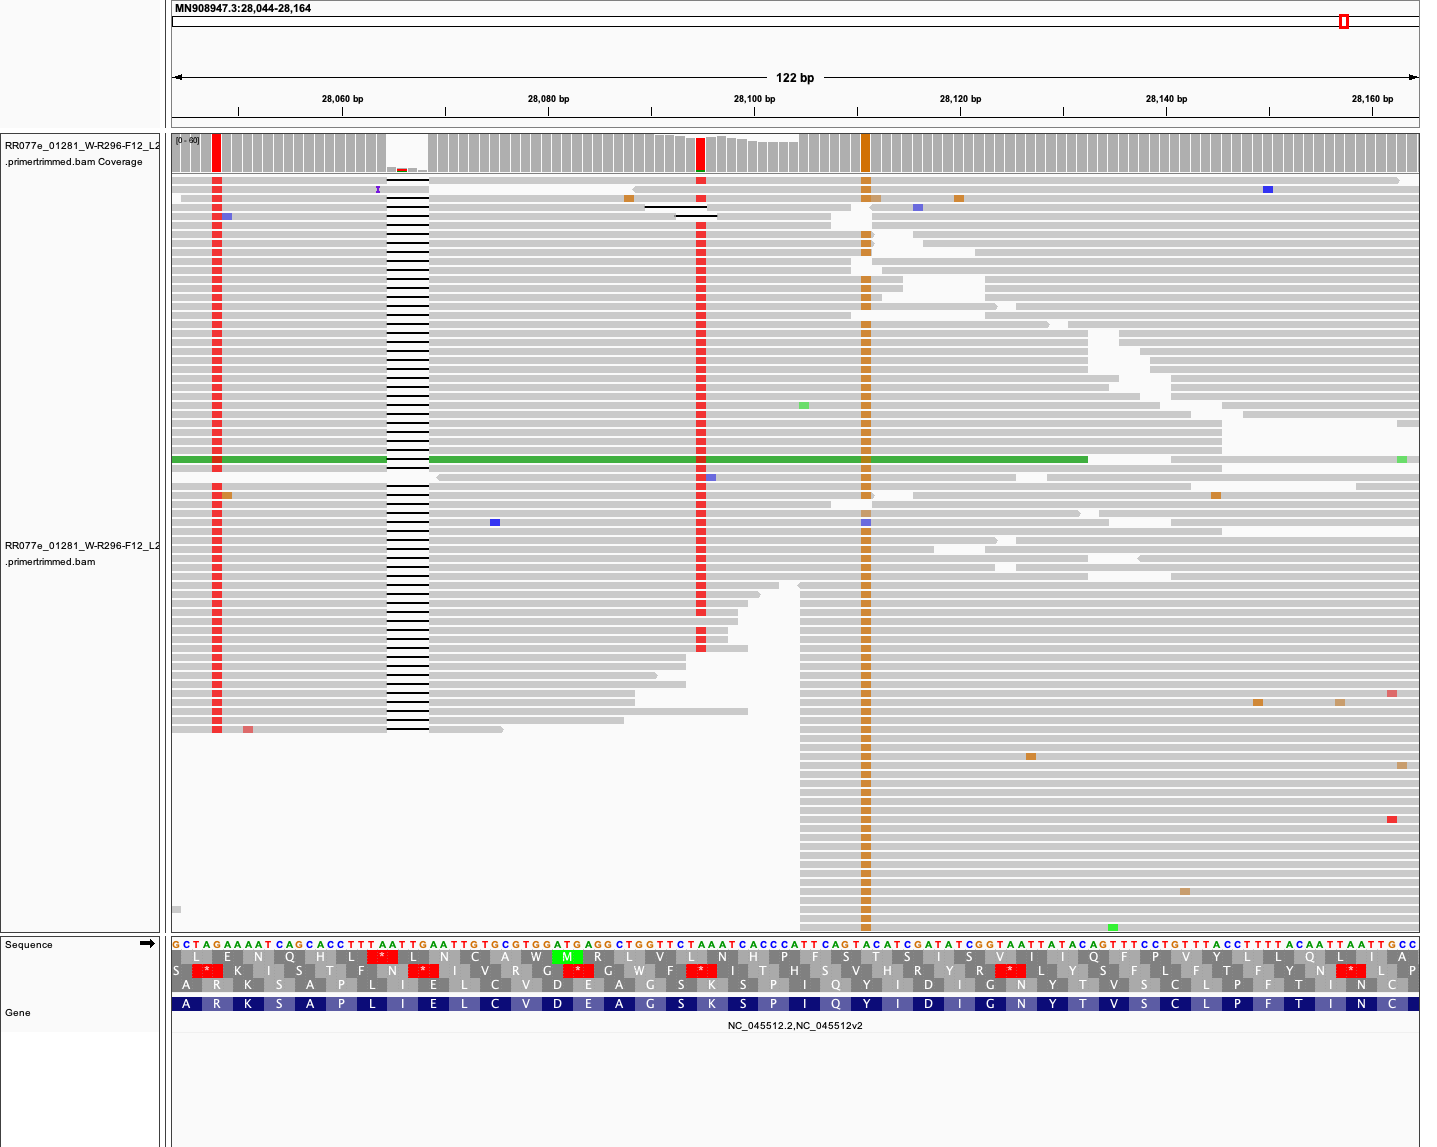 MN908947.3:28,044-28,164
122 bp
28,060 bp 28,080 bp 28,100 bp 28,120 bp 28,140 bp 28,160 bp
RR077e_01281_W-R296-F12_L2
.primertrimmed.bam Coverage
[0 - 60]
RR077e_01281_W-R296-F12_L2
.primertrimmed.bam
Sequence
GCTAGAAAATCAGCACCTTTAATTGAATTGTGCGTGGATGAGGCTGGTTCTAAATCACCCATTCAGTACATCGATATCGGTAATTATACAGTTTCCTGTTTACCTTTTACAATTAATTGCC
L E N Q H L * L N C A W M R L V L N H P F S T S I S V I I Q F P V Y L L Q L I A
S * K I S T F N * I V R G * G W F * I T H S V H R Y R * L Y S F L F T F Y N * L P
A R K S A P L I E L C V D E A G S K S P I Q Y I D I G N Y T V S C L P F T I N C
Gene
A R K S A P L I E L C V D E A G S K S P I Q Y I D I G N Y T V S C L P F T I N C
NC_045512.2,NC_045512v2